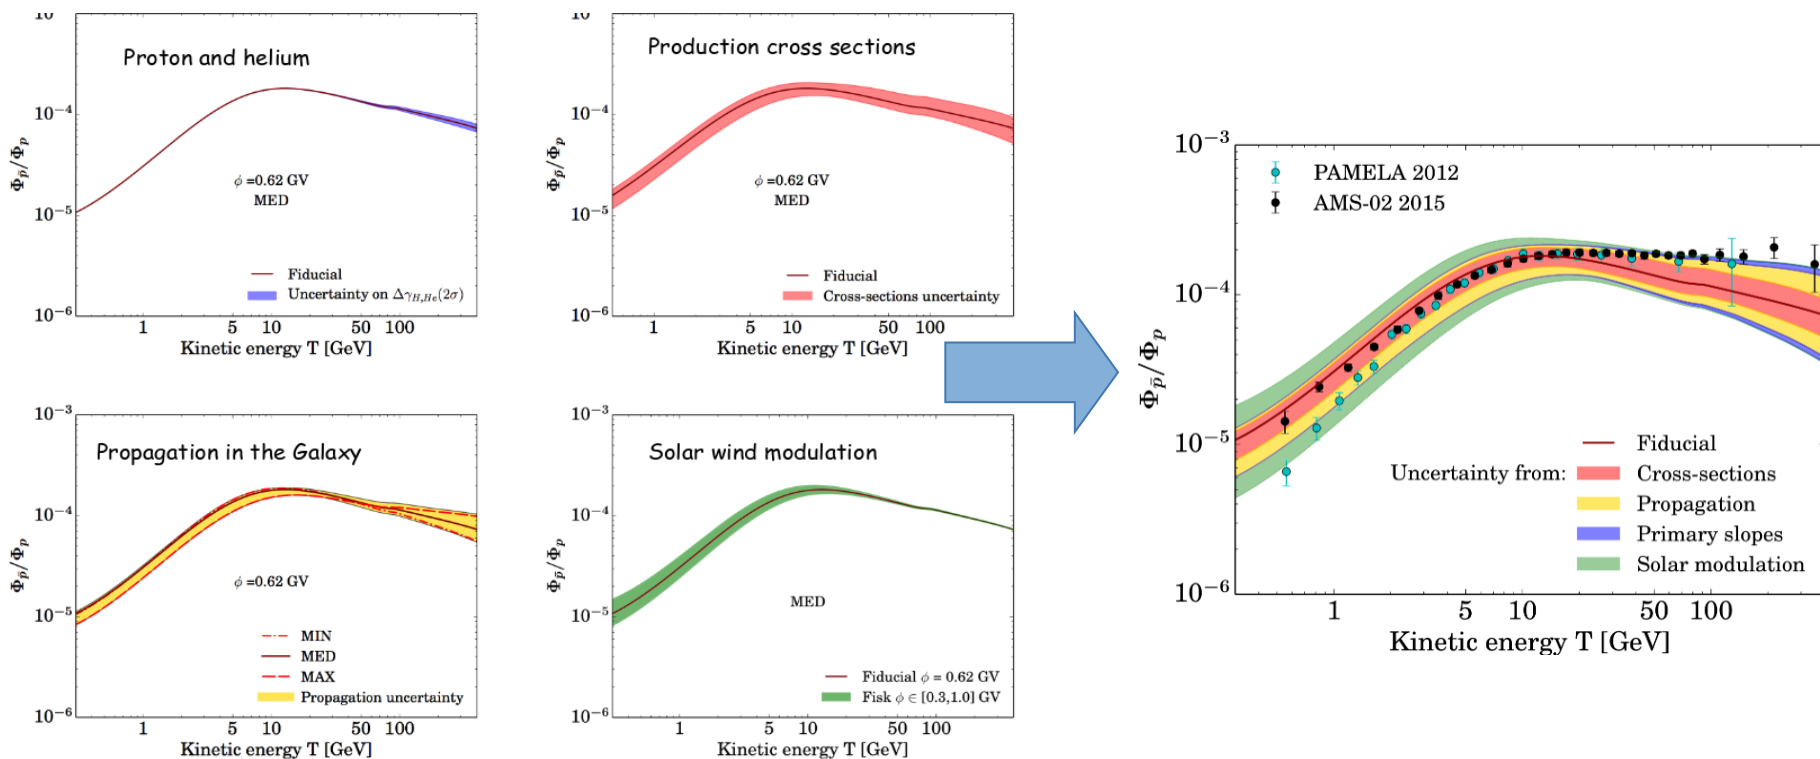 10⁰
Proton and helium
10⁻⁴
Φp̄/Φp
ϕ =0.62 GV
MED
10⁻⁵
Fiducial
Uncertainty on Δγ_H,He(2σ)
10⁻⁶
1 5 10 50 100
Kinetic energy T [GeV]
10
Production cross sections
10⁻⁴
Φp̄/Φp
ϕ =0.62 GV
MED
10⁻⁵
Fiducial
Cross-sections uncertainty
10⁻⁶
1 5 10 50 100
Kinetic energy T [GeV]
10⁻³
Propagation in the Galaxy
10⁻⁴
Φp̄/Φp
ϕ =0.62 GV
10⁻⁵
MIN
MED
MAX
Propagation uncertainty
10⁻⁶
1 5 10 50 100
Kinetic energy T [GeV]
10⁻³
Solar wind modulation
10⁻⁴
Φp̄/Φp
MED
10⁻⁵
Fiducial ϕ = 0.62 GV
Fisk ϕ ∈ [0.3,1.0] GV
10⁻⁶
1 5 10 50 100
Kinetic energy T [GeV]
10⁻³
PAMELA 2012
AMS-02 2015
10⁻⁴
Φp̄/Φp
10⁻⁵
Fiducial
Uncertainty from: Cross-sections
Propagation
Primary slopes
Solar modulation
10⁻⁶
1 5 10 50 100
Kinetic energy T [GeV]